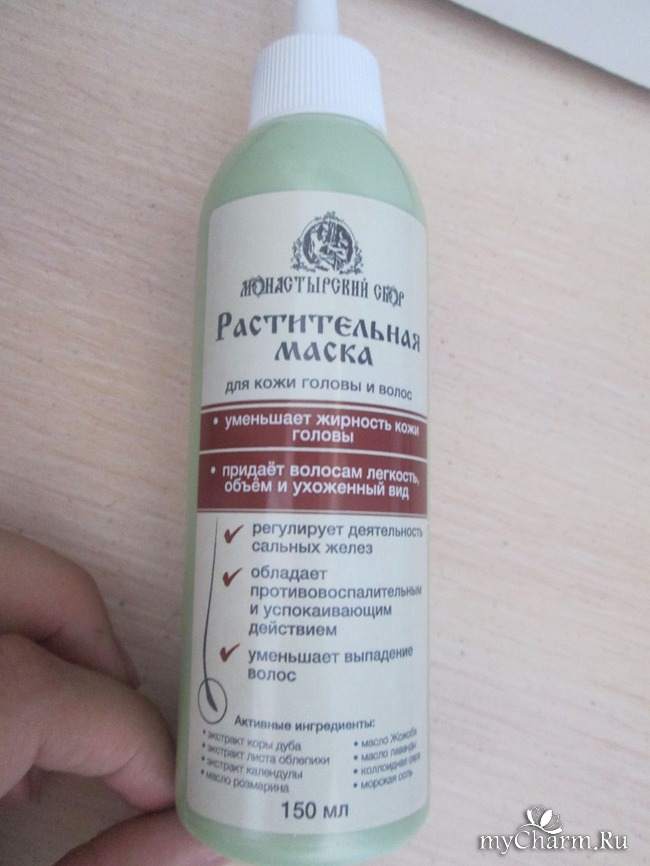 МОНАСТЫРСКИЙ СБОР
РАСТИТЕЛЬНАЯ
МАСКА
для кожи головы и волос
• уменьшает жирность кожи
головы
• придаёт волосам легкость,
объём и ухоженный вид
✓ регулирует деятельность
сальных желез
✓ обладает
противовоспалительным
и успокаивающим
действием
✓ уменьшает выпадение
волос
Активные ингредиенты:
• экстракт коры дуба
• экстракт листа облепихи
• экстракт календулы
• масло розмарина
• масло Жожоба
• масло лаванды
• коллоидная сера
• морская соль
150 мл
myCharm.Ru